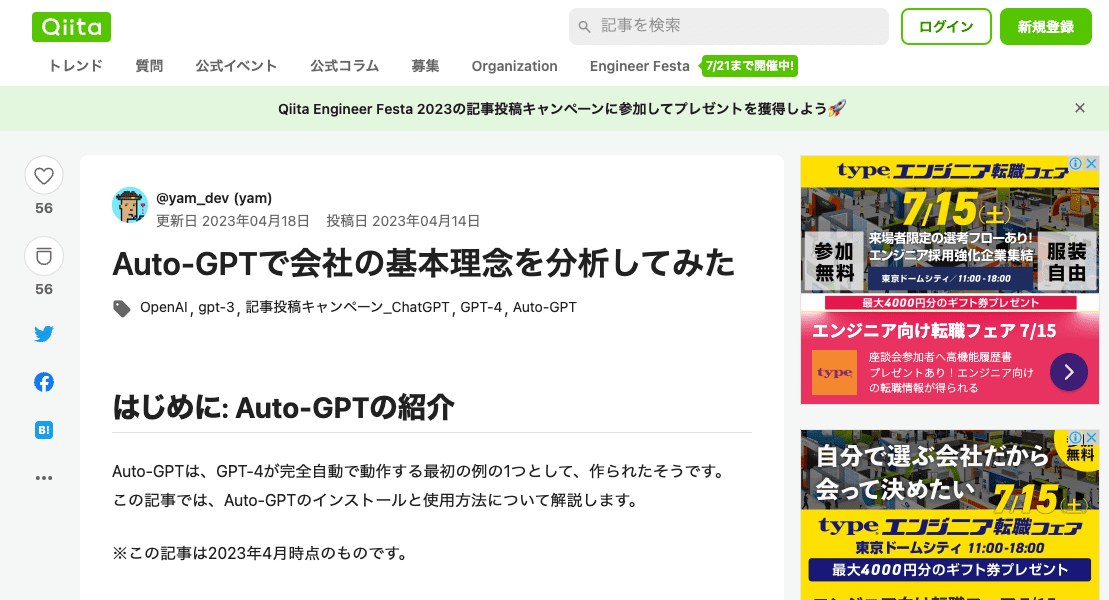 Qiita
記事を検索
ログイン
新規登録
トレンド 質問 公式イベント 公式コラム 募集 Organization Engineer Festa 7/21まで開催中!
Qiita Engineer Festa 2023の記事投稿キャンペーンに参加してプレゼントを獲得しよう🚀
56
56
B!
@yam_dev (yam)
更新日 2023年04月18日 投稿日 2023年04月14日
Auto-GPTで会社の基本理念を分析してみた
OpenAI, gpt-3, 記事投稿キャンペーン_ChatGPT, GPT-4, Auto-GPT
はじめに: Auto-GPTの紹介
Auto-GPTは、GPT-4が完全自動で動作する最初の例の1つとして、作られたそうです。
この記事では、Auto-GPTのインストールと使用方法について解説します。
※この記事は2023年4月時点のものです。
type エンジニア転職フェア
7/15(土)
参加無料
来場者限定の選考フローあり!
エンジニア採用強化企業集結
東京ドームシティ/11:00-18:00
服装自由
最大4000円分のギフト券プレゼント
エンジニア向け転職フェア 7/15
type
座談会参加者へ高機能履歴書
プレゼントあり!エンジニア向け
の転職情報が得られる
自分で選ぶ会社だから
会って決めたい
無料
7/15(土)
type エンジニア転職フェア
東京ドームシティ 11:00-18:00
最大4000円分のギフト券プレゼント